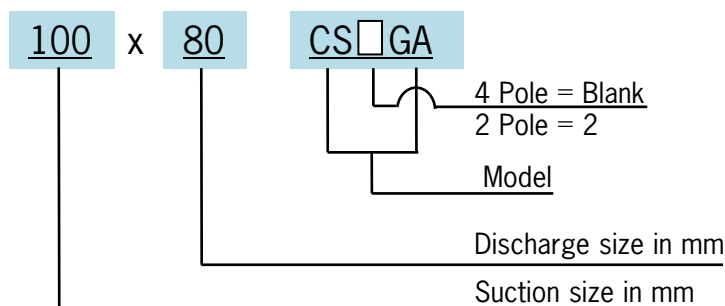 100 x 80 CS□GA
4 Pole = Blank
2 Pole = 2
Model
Discharge size in mm
Suction size in mm